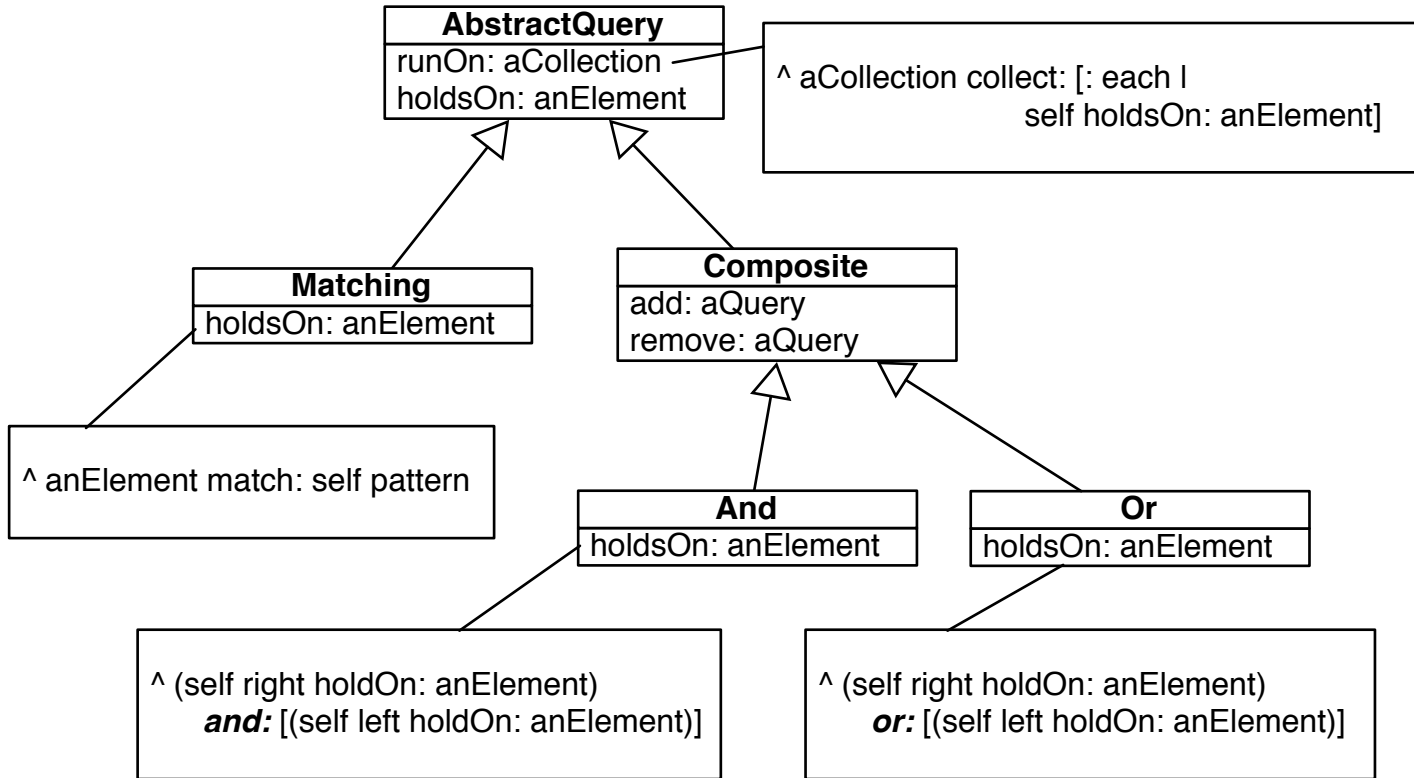 AbstractQuery
runOn: aCollection
holdsOn: anElement
^ aCollection collect: [: each |
self holdsOn: anElement]
Matching
holdsOn: anElement
Composite
add: aQuery
remove: aQuery
^ anElement match: self pattern
And
holdsOn: anElement
Or
holdsOn: anElement
^ (self right holdOn: anElement)
and: [(self left holdOn: anElement)]
^ (self right holdOn: anElement)
or: [(self left holdOn: anElement)]